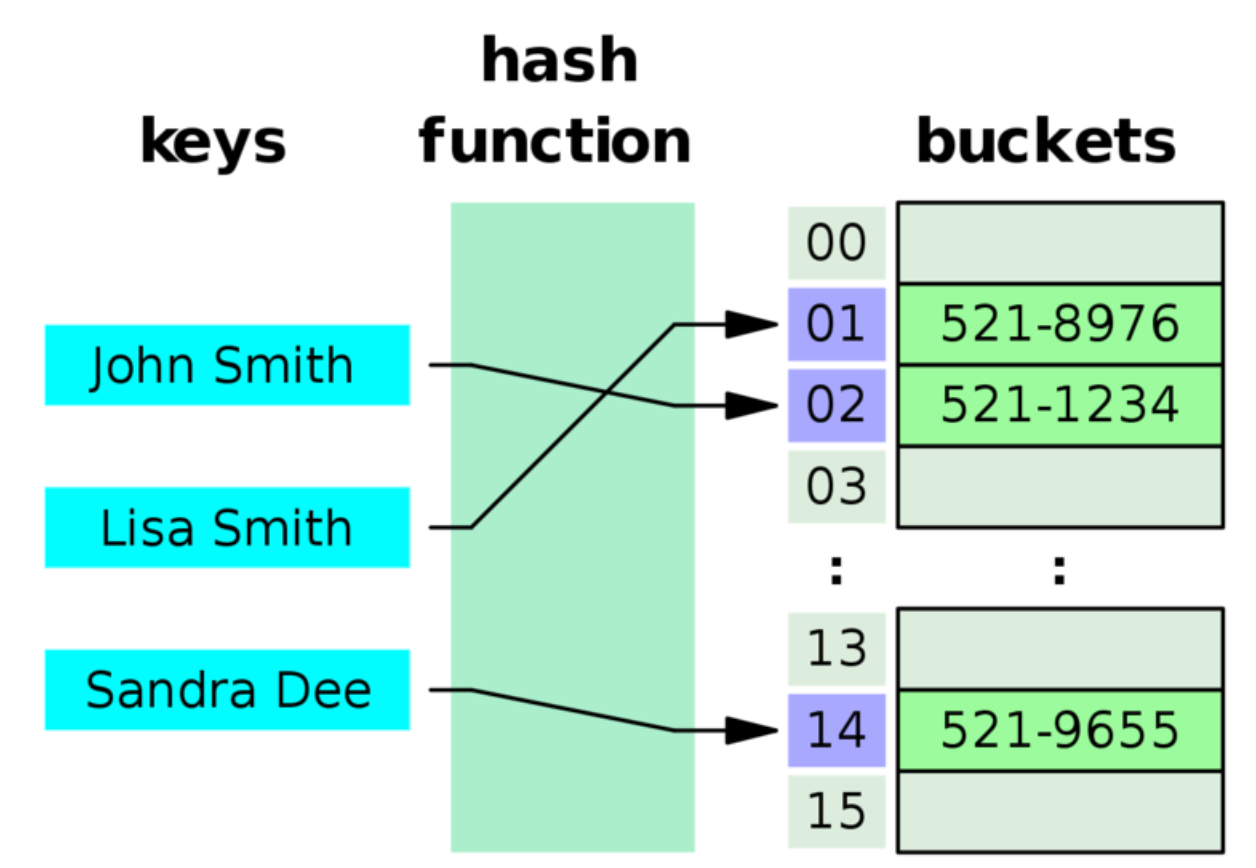 hash
keys function buckets
00
01 521-8976
John Smith
02 521-1234
03
Lisa Smith
: :
13
Sandra Dee
14 521-9655
15